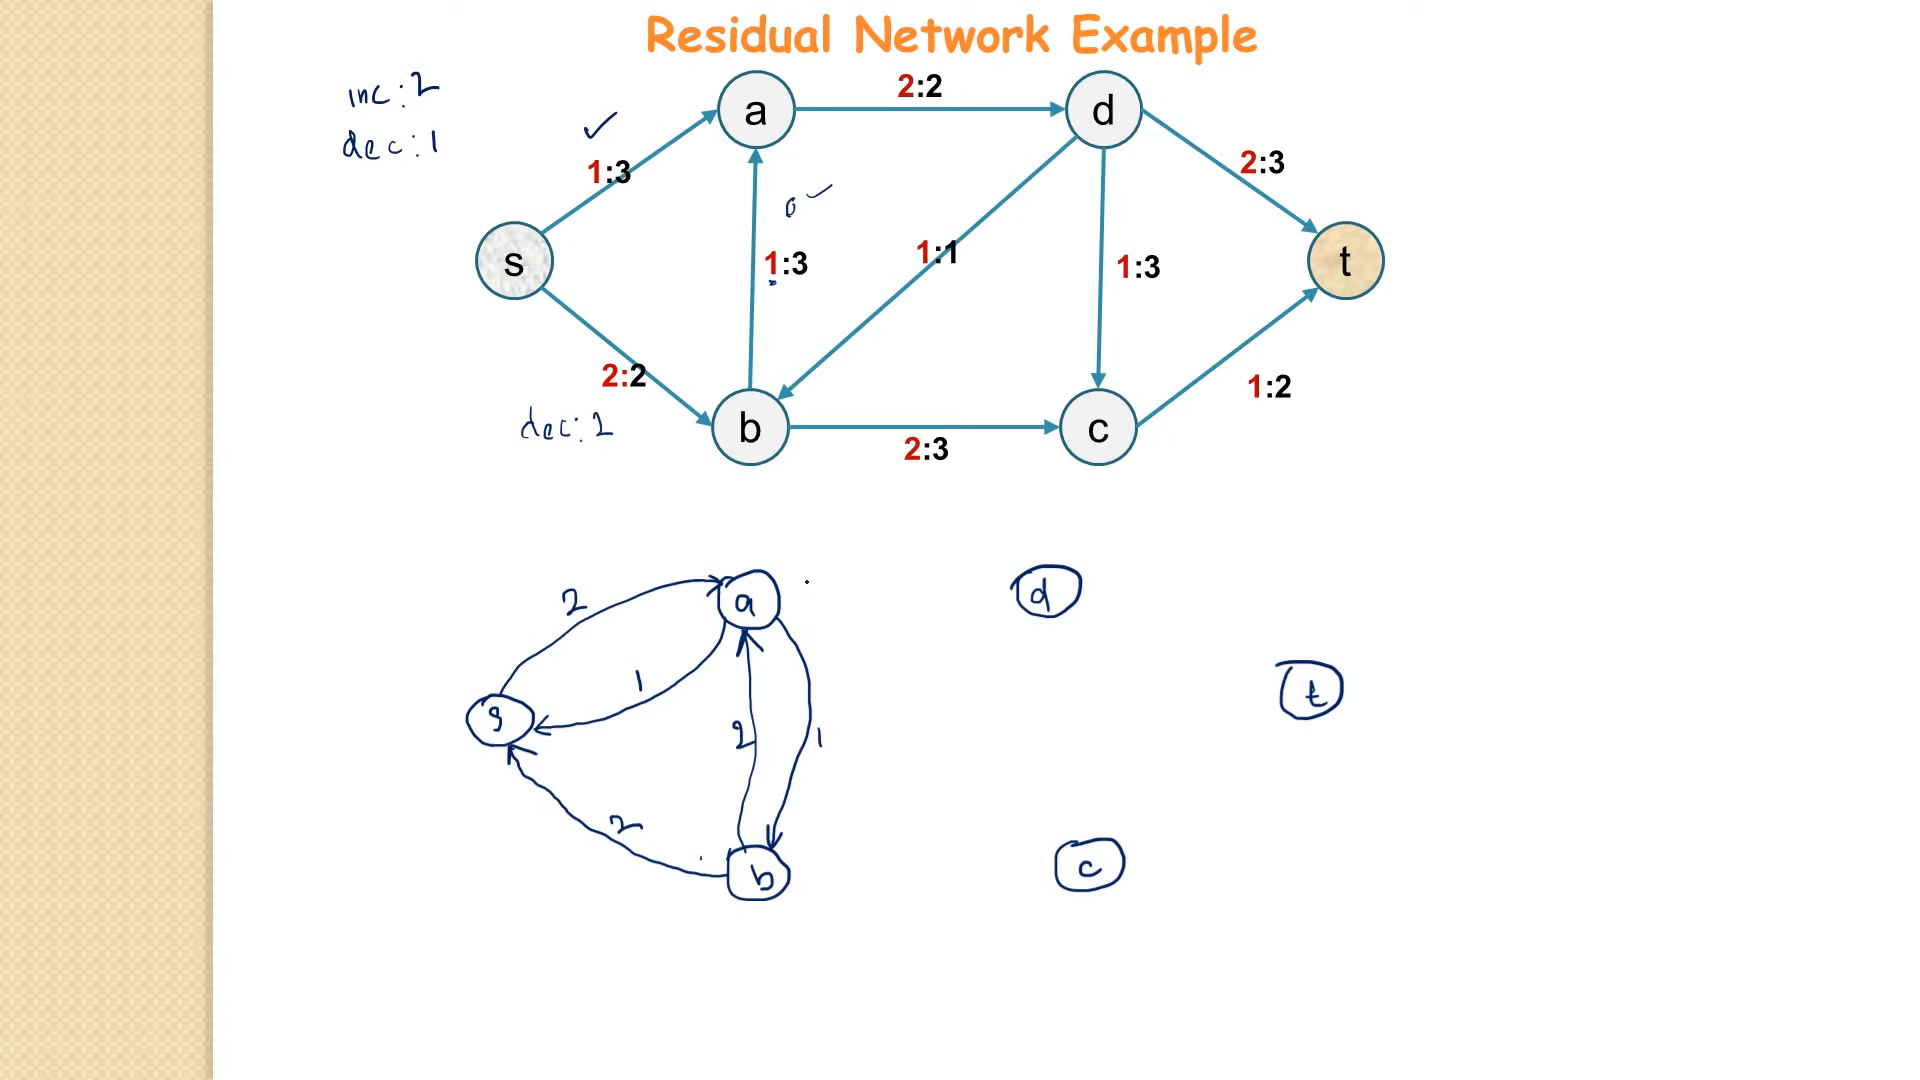 Residual Network Example
inc: 2
dec: 1
✓
1:3
a
2:2
d
2:3
0 ✓
s
1:3
1:1
1:3
t
2:2
1:2
dec: 2
b
2:3
c
2
a
d
1
s
2
1
t
2
b
c